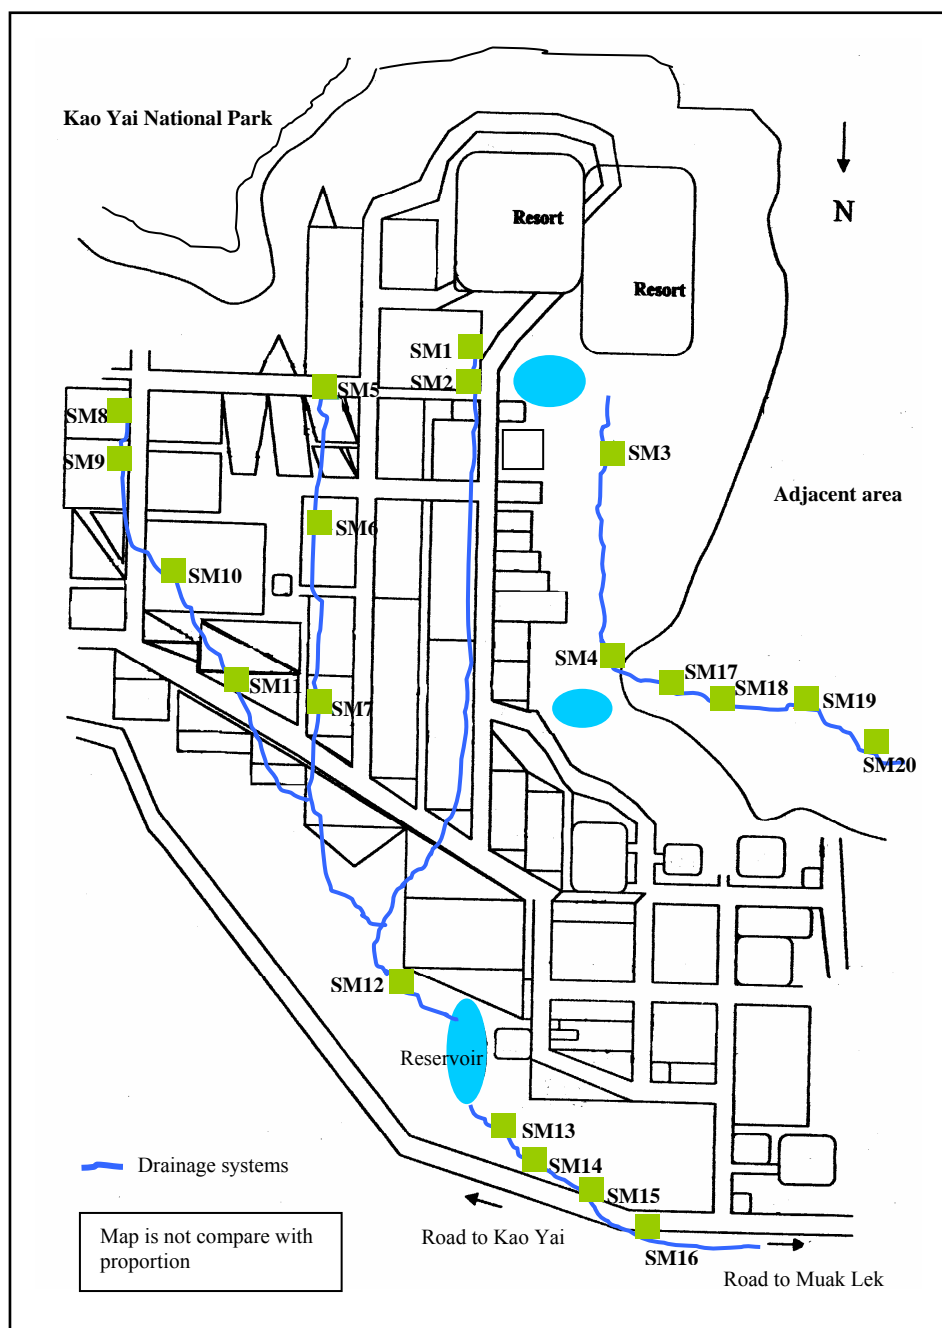 Kao Yai National Park
N
Resort
Resort
SM1
SM2
SM5
SM8
SM9
SM3
Adjacent area
SM6
SM10
SM4
SM17
SM11
SM18
SM19
SM7
SM20
SM12
Reservoir
SM13
SM14
Drainage systems
SM15
Road to Kao Yai
Map is not compare with
proportion
SM16
Road to Muak Lek